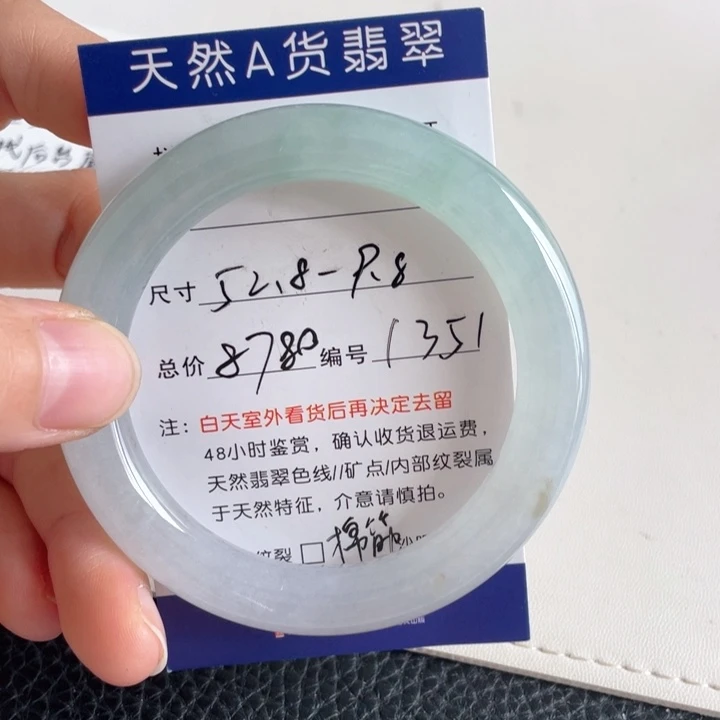 天然A货翡翠
尺寸 52.8-P.8
总价 8780 编号 1351
注：白天室外看货后再决定去留
48小时鉴赏，确认收货退运费，
天然翡翠色线//矿点/内部纹裂属
于天然特征，介意请慎拍。
纹裂 □ 棉筋